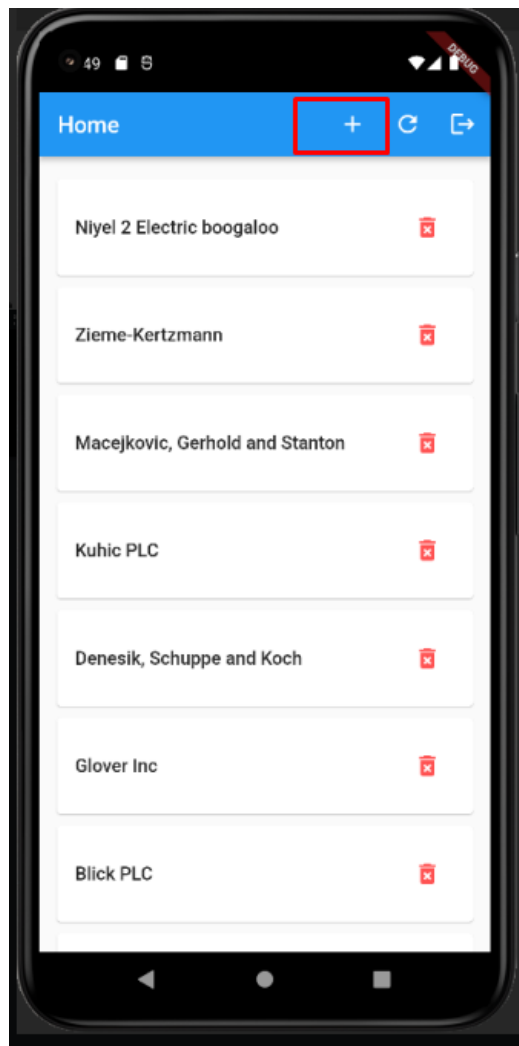 49
DEBUG
Home
Niyel 2 Electric boogaloo
Zieme-Kertzmann
Macejkovic, Gerhold and Stanton
Kuhic PLC
Denesik, Schuppe and Koch
Glover Inc
Blick PLC